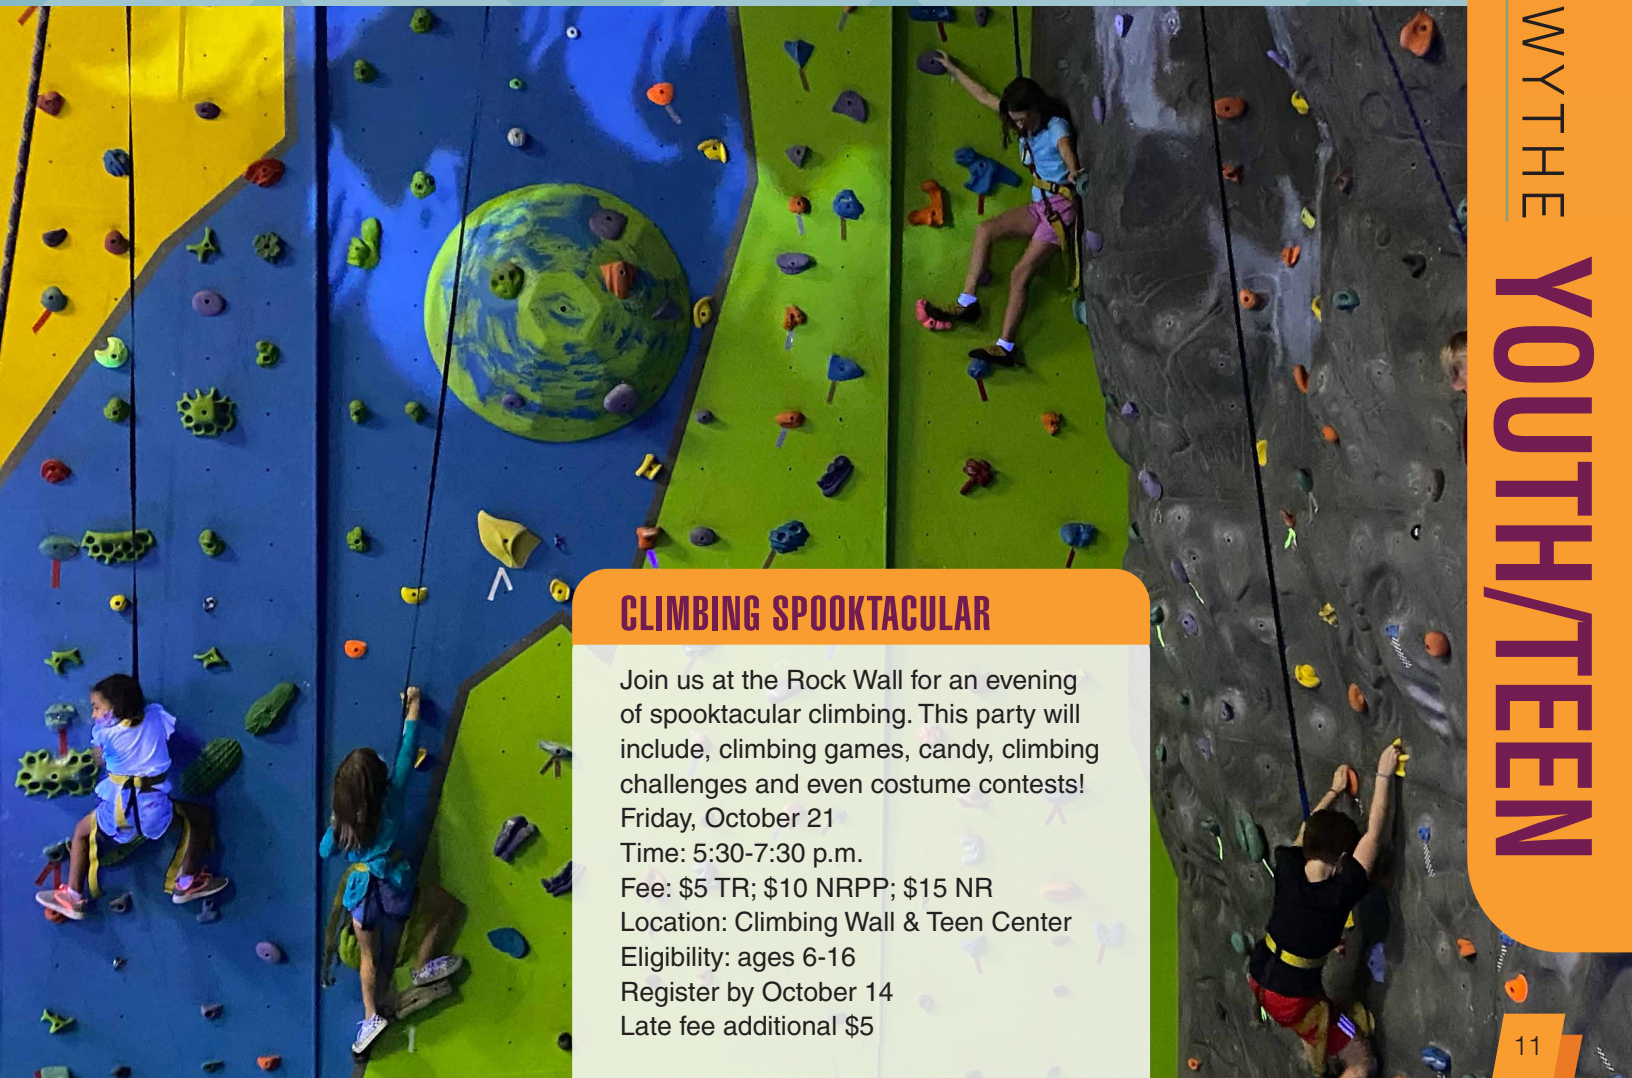 WYTHE YOUTH/TEEN
CLIMBING SPOOKTACULAR
Join us at the Rock Wall for an evening
of spooktacular climbing. This party will
include, climbing games, candy, climbing
challenges and even costume contests!
Friday, October 21
Time: 5:30-7:30 p.m.
Fee: $5 TR; $10 NRPP; $15 NR
Location: Climbing Wall & Teen Center
Eligibility: ages 6-16
Register by October 14
Late fee additional $5
11